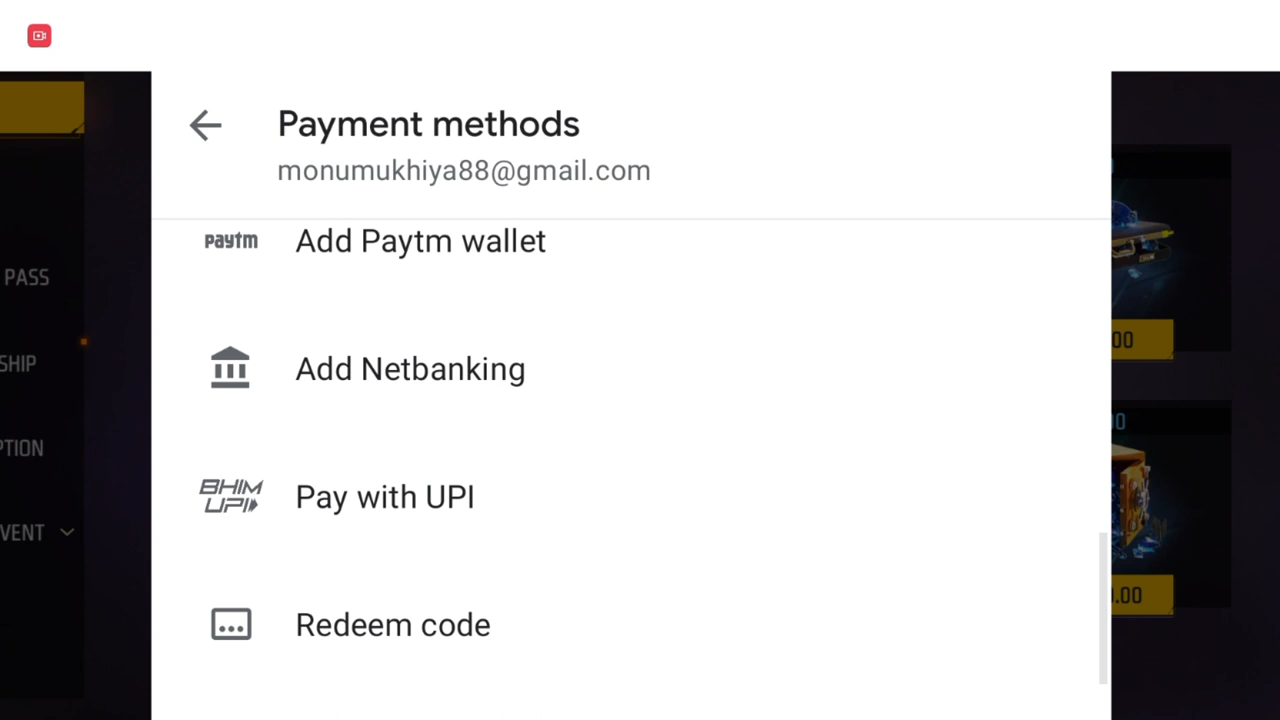 Payment methods
monumukhiya88@gmail.com
paytm Add Paytm wallet
Add Netbanking
BHIM UPI Pay with UPI
Redeem code
PASS
SHIP
PTION
VENT
00
00
.00